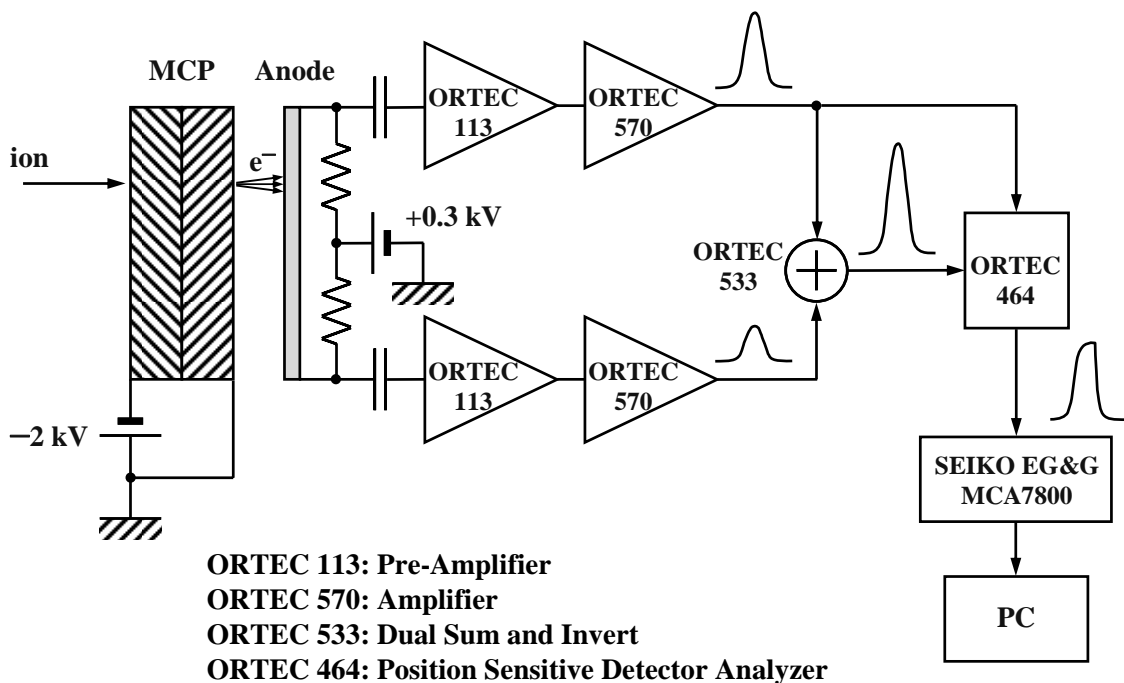 MCP
Anode
ion
e−
+0.3 kV
−2 kV
ORTEC
113
ORTEC
570
ORTEC
533
ORTEC
464
ORTEC
113
ORTEC
570
SEIKO EG&G
MCA7800
PC
ORTEC 113: Pre-Amplifier
ORTEC 570: Amplifier
ORTEC 533: Dual Sum and Invert
ORTEC 464: Position Sensitive Detector Analyzer